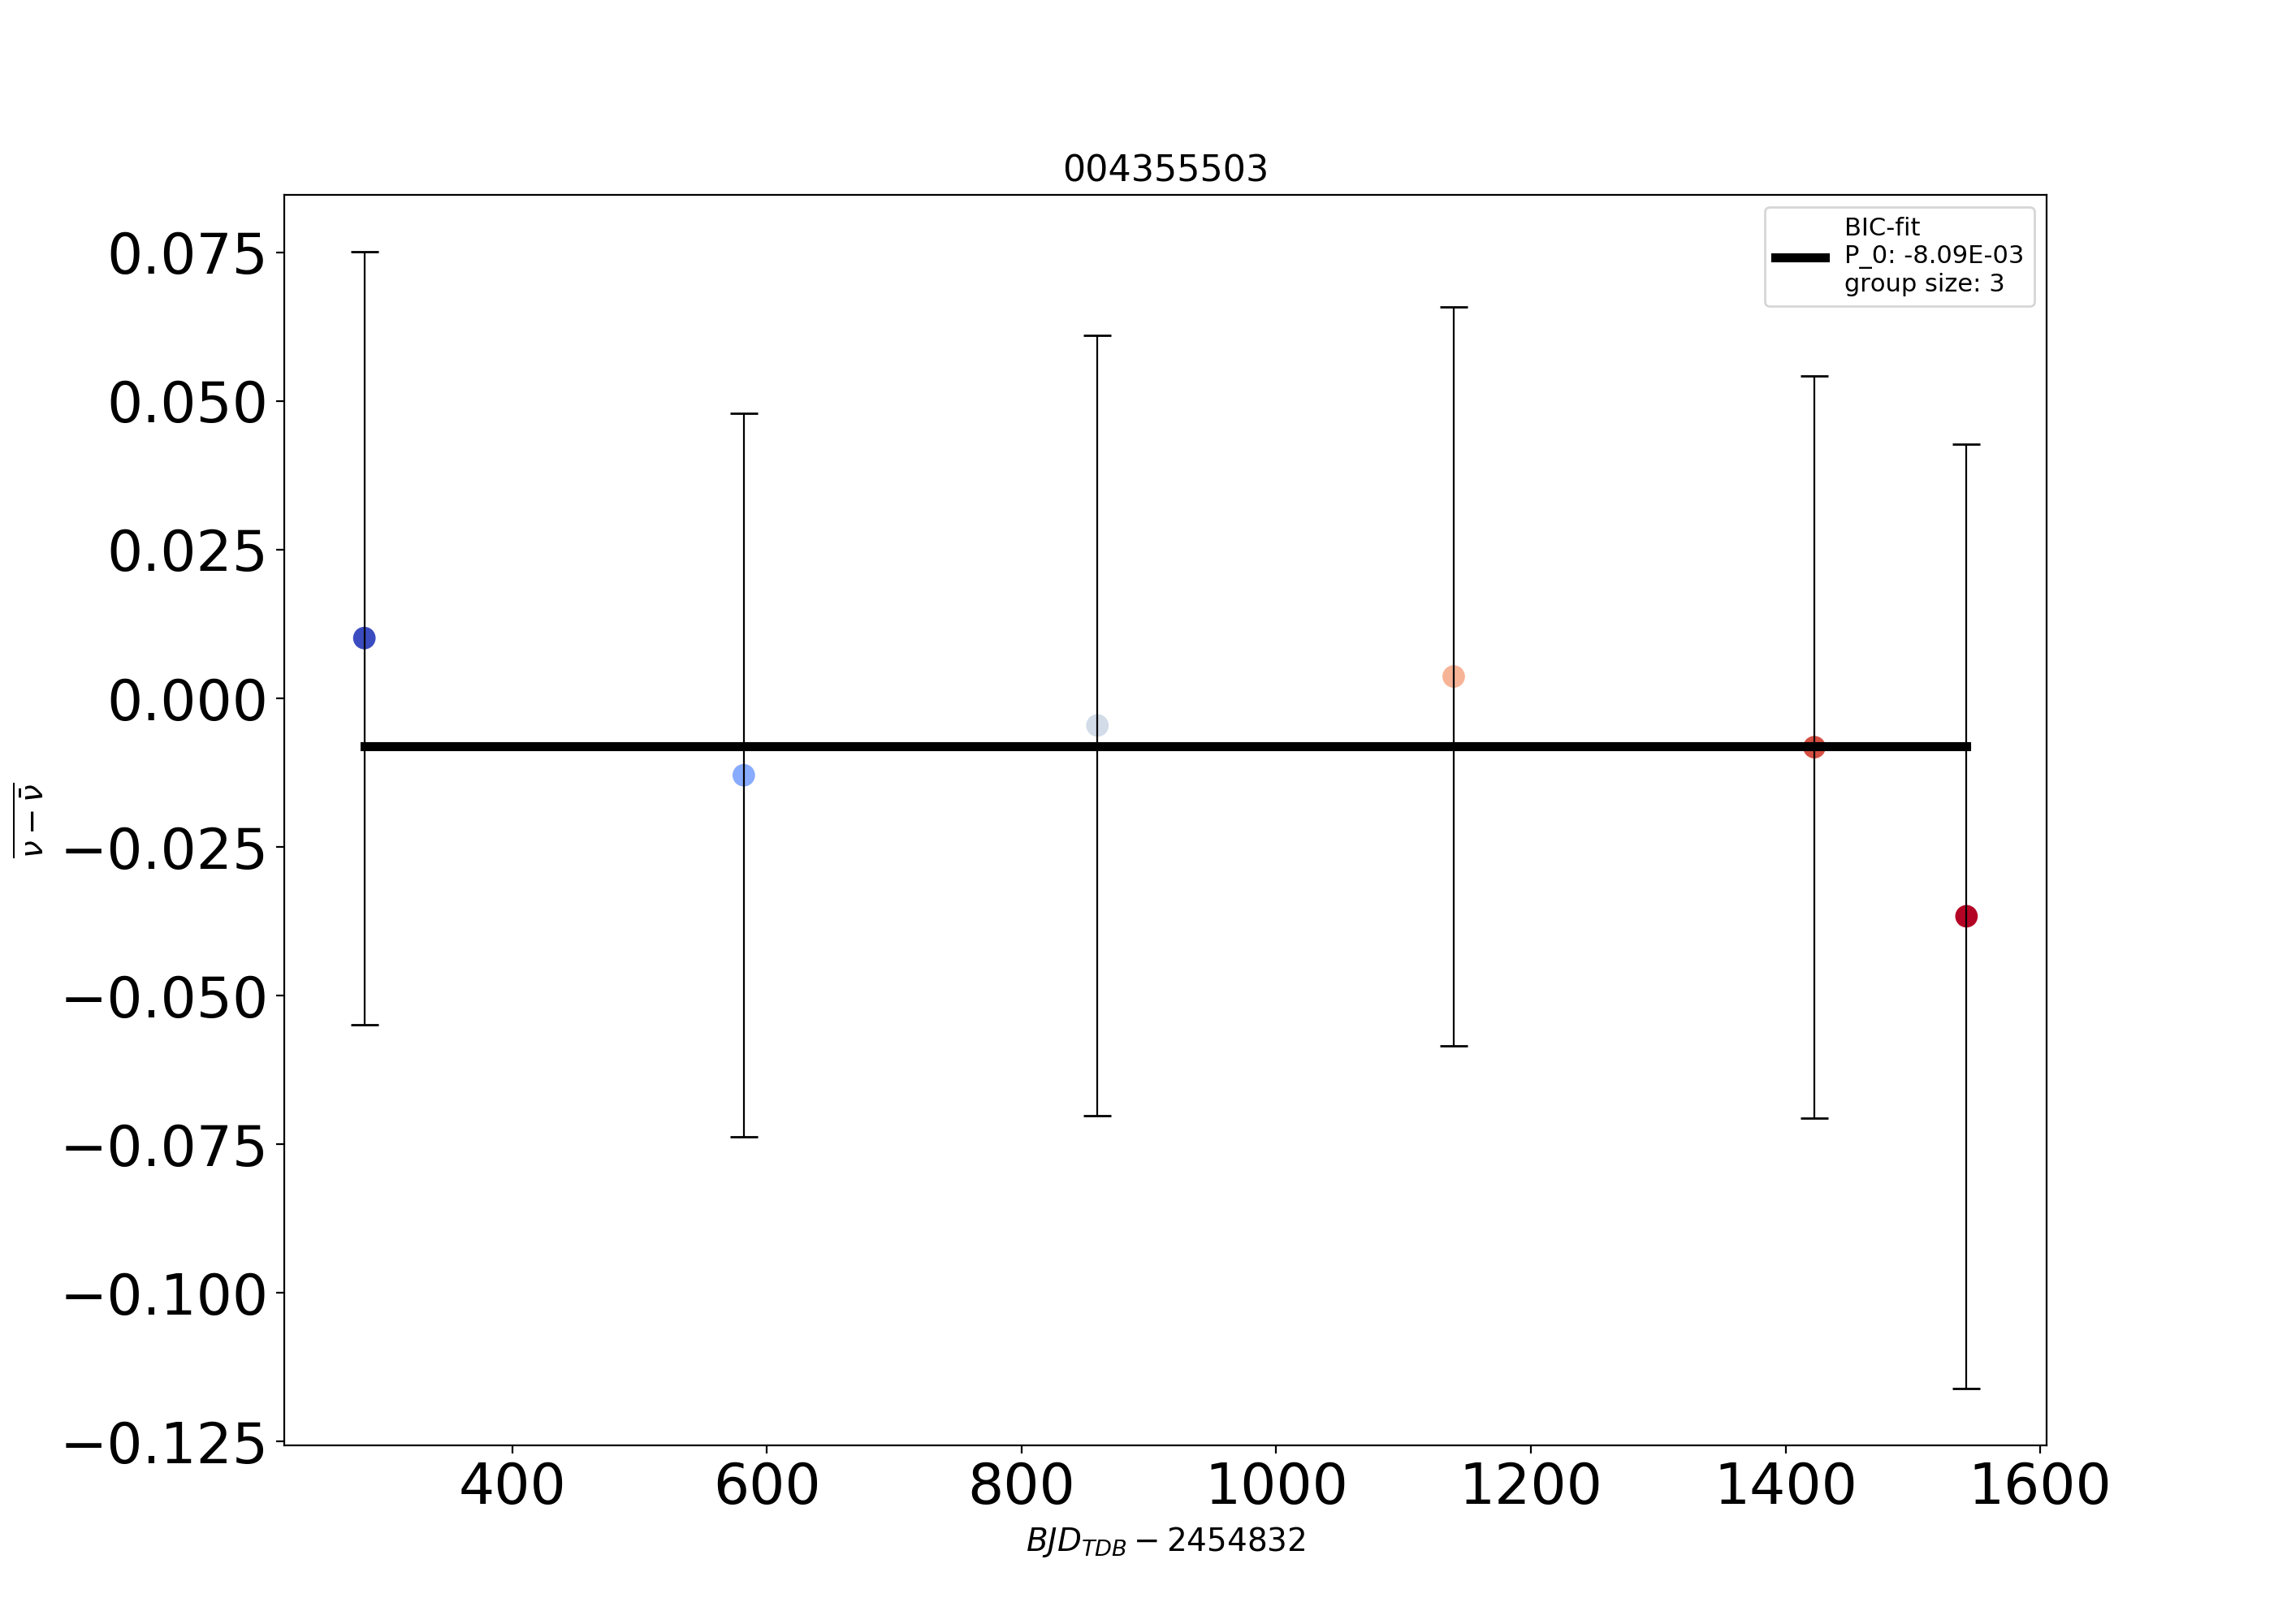 004355503
BIC-fit
P_0: -8.09E-03
group size: 3
0.075
0.050
0.025
0.000
−0.025
−0.050
−0.075
−0.100
−0.125
ν − ν̄
400 600 800 1000 1200 1400 1600
BJD_TDB − 2454832